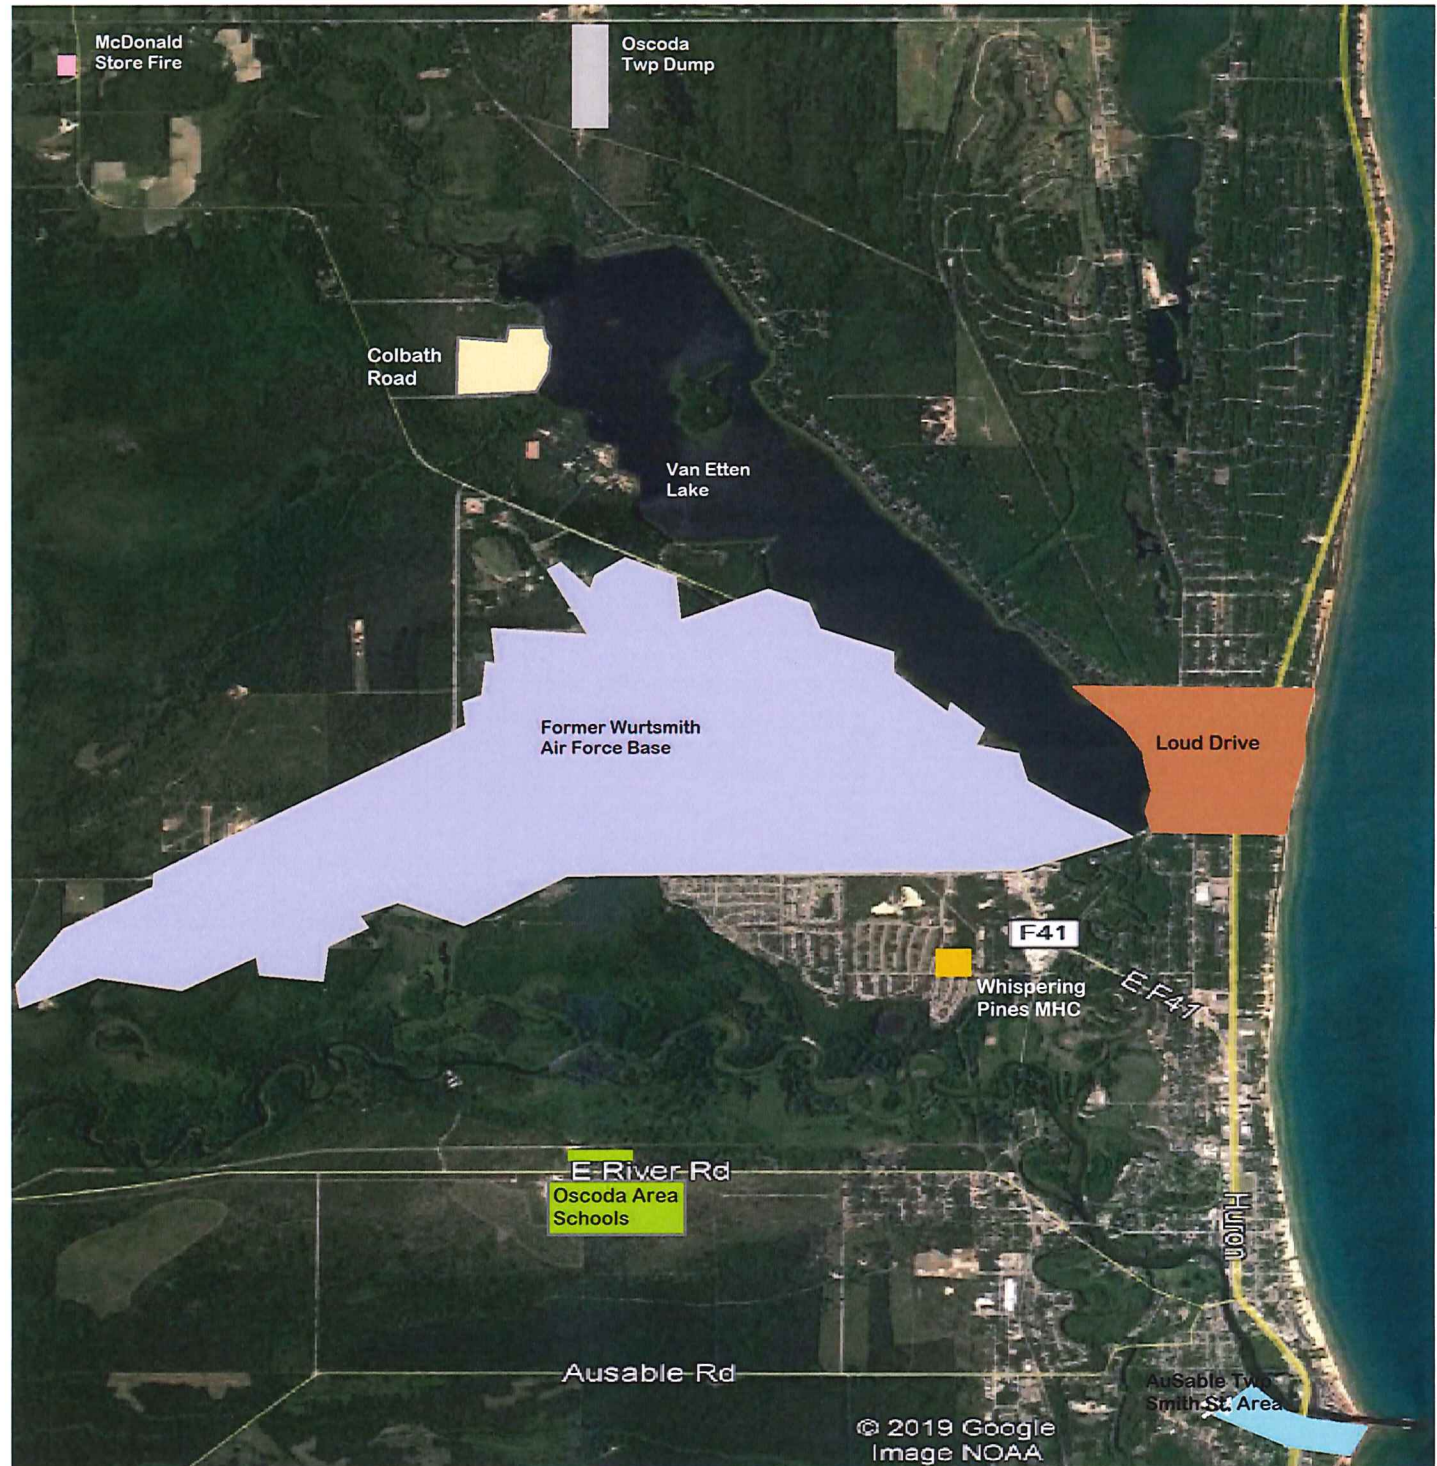 McDonald
Store Fire
Oscoda
Twp Dump
Colbath
Road
Van Etten
Lake
Former Wurtsmith
Air Force Base
Loud Drive
F41
E F41
Whispering
Pines MHC
E River Rd
Oscoda Area
Schools
Huron
Ausable Rd
AuSable Twp
Smith St. Area
© 2019 Google
Image NOAA